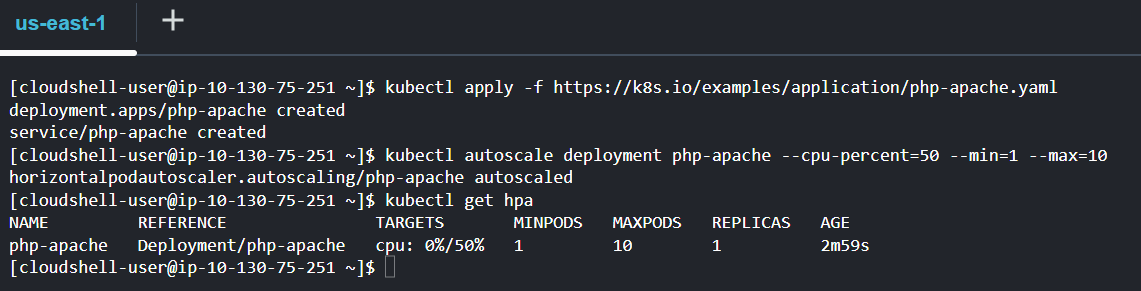 us-east-1 +
[cloudshell-user@ip-10-130-75-251 ~]$ kubectl apply -f https://k8s.io/examples/application/php-apache.yaml
deployment.apps/php-apache created
service/php-apache created
[cloudshell-user@ip-10-130-75-251 ~]$ kubectl autoscale deployment php-apache --cpu-percent=50 --min=1 --max=10
horizontalpodautoscaler.autoscaling/php-apache autoscaled
[cloudshell-user@ip-10-130-75-251 ~]$ kubectl get hpa
NAME         REFERENCE               TARGETS       MINPODS   MAXPODS   REPLICAS   AGE
php-apache   Deployment/php-apache   cpu: 0%/50%   1         10        1          2m59s
[cloudshell-user@ip-10-130-75-251 ~]$